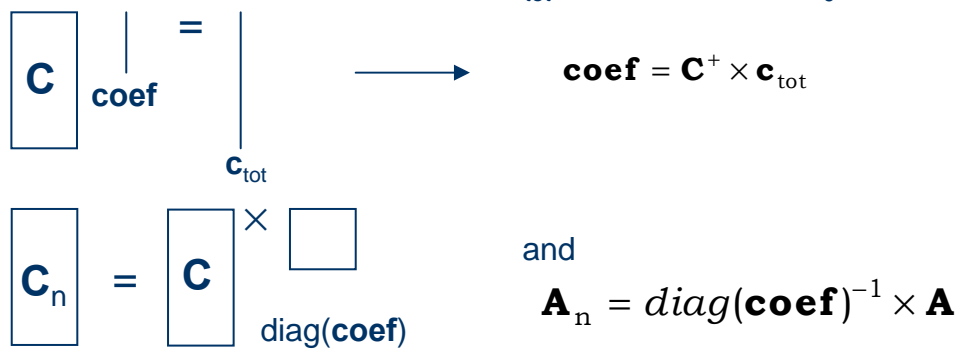 C coef = c_tot
coef = C⁺ × c_tot
C_n = C × diag(coef)
and
A_n = diag(coef)⁻¹ × A